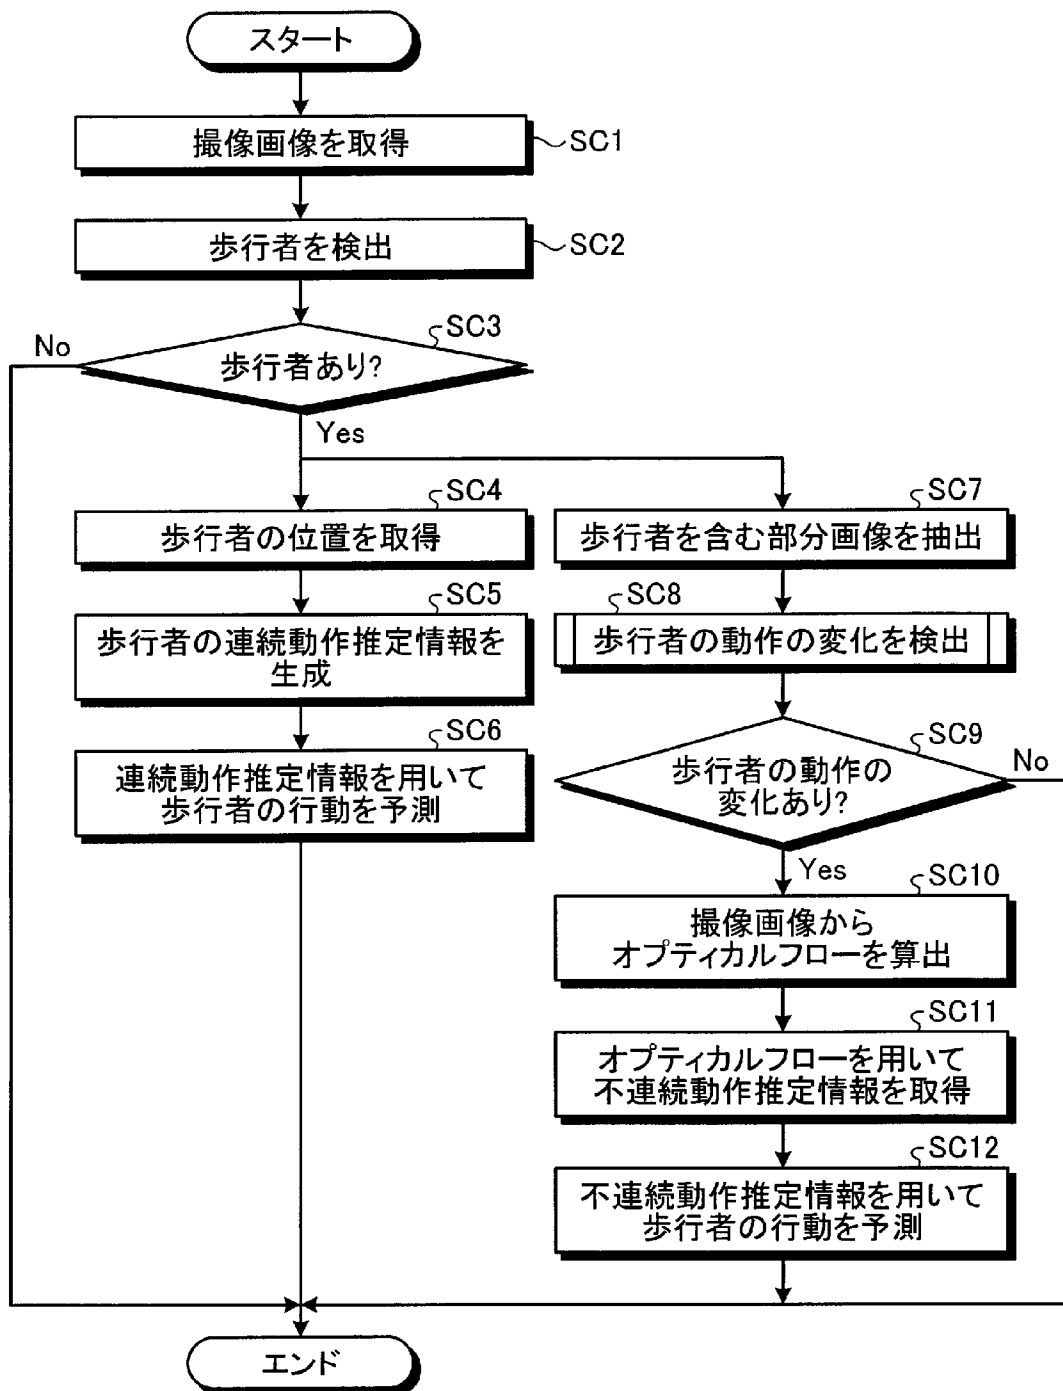 スタート
撮像画像を取得
SC1
歩行者を検出
SC2
SC3
No
歩行者あり?
Yes
SC4
歩行者の位置を取得
SC5
歩行者の連続動作推定情報を
生成
SC6
連続動作推定情報を用いて
歩行者の行動を予測
SC7
歩行者を含む部分画像を抽出
SC8
歩行者の動作の変化を検出
SC9
No
歩行者の動作の
変化あり?
Yes
SC10
撮像画像から
オプティカルフローを算出
SC11
オプティカルフローを用いて
不連続動作推定情報を取得
SC12
不連続動作推定情報を用いて
歩行者の行動を予測
エンド